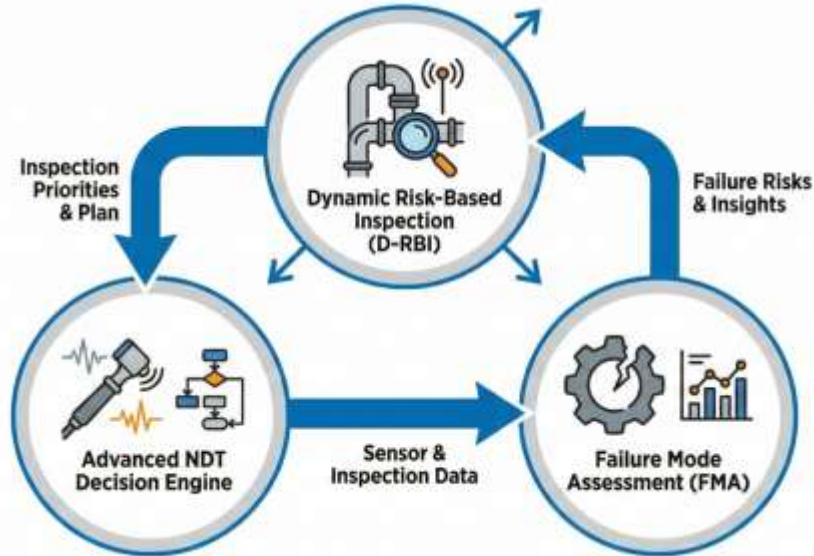 Dynamic Risk-Based
Inspection
(D-RBI)
Inspection
Priorities
& Plan
Failure Risks
& Insights
Advanced NDT
Decision Engine
Sensor &
Inspection Data
Failure Mode
Assessment (FMA)